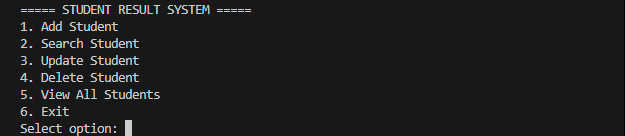 ===== STUDENT RESULT SYSTEM =====
1. Add Student
2. Search Student
3. Update Student
4. Delete Student
5. View All Students
6. Exit
Select option: